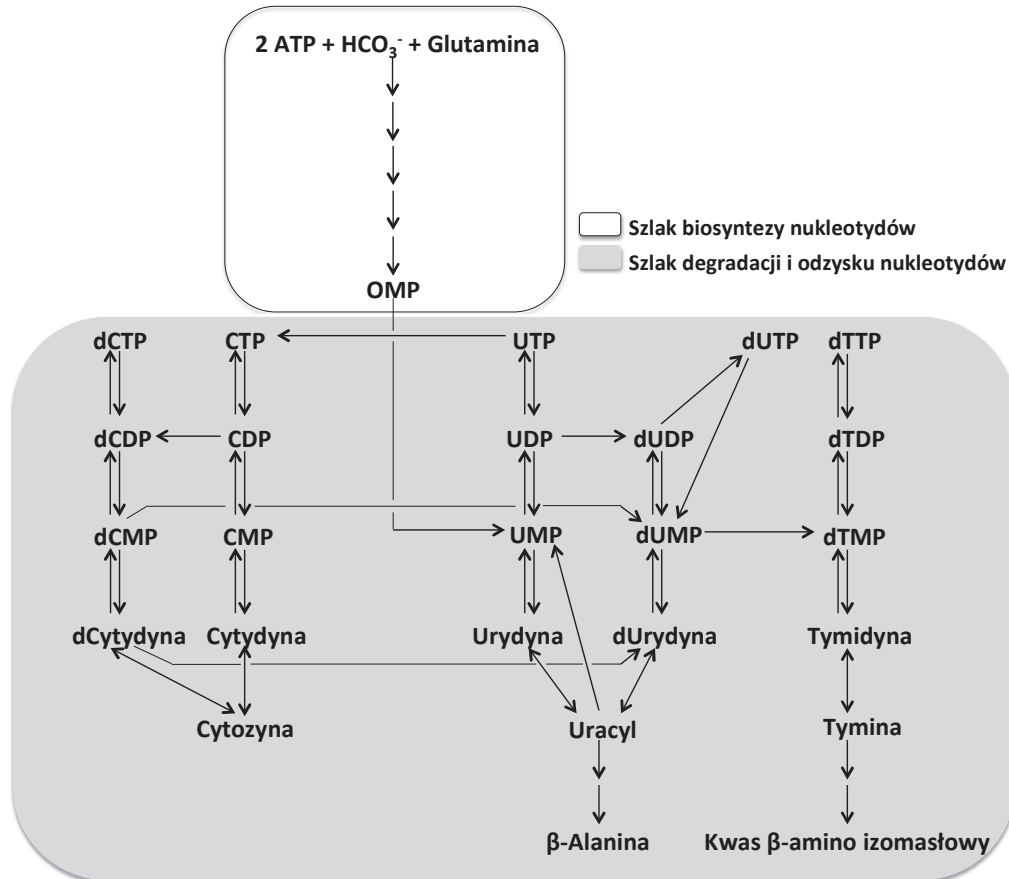 2 ATP + HCO₃⁻ + Glutamina
Szlak biosyntezy nukleotydów
Szlak degradacji i odzysku nukleotydów
OMP
dCTP CTP UTP dUTP dTTP
dCDP CDP UDP dUDP dTDP
dCMP CMP UMP dUMP dTMP
dCytydyna Cytydyna Urydyna dUrydyna Tymidyna
Cytozyna Uracyl Tymina
β-Alanina Kwas β-amino izomasłowy